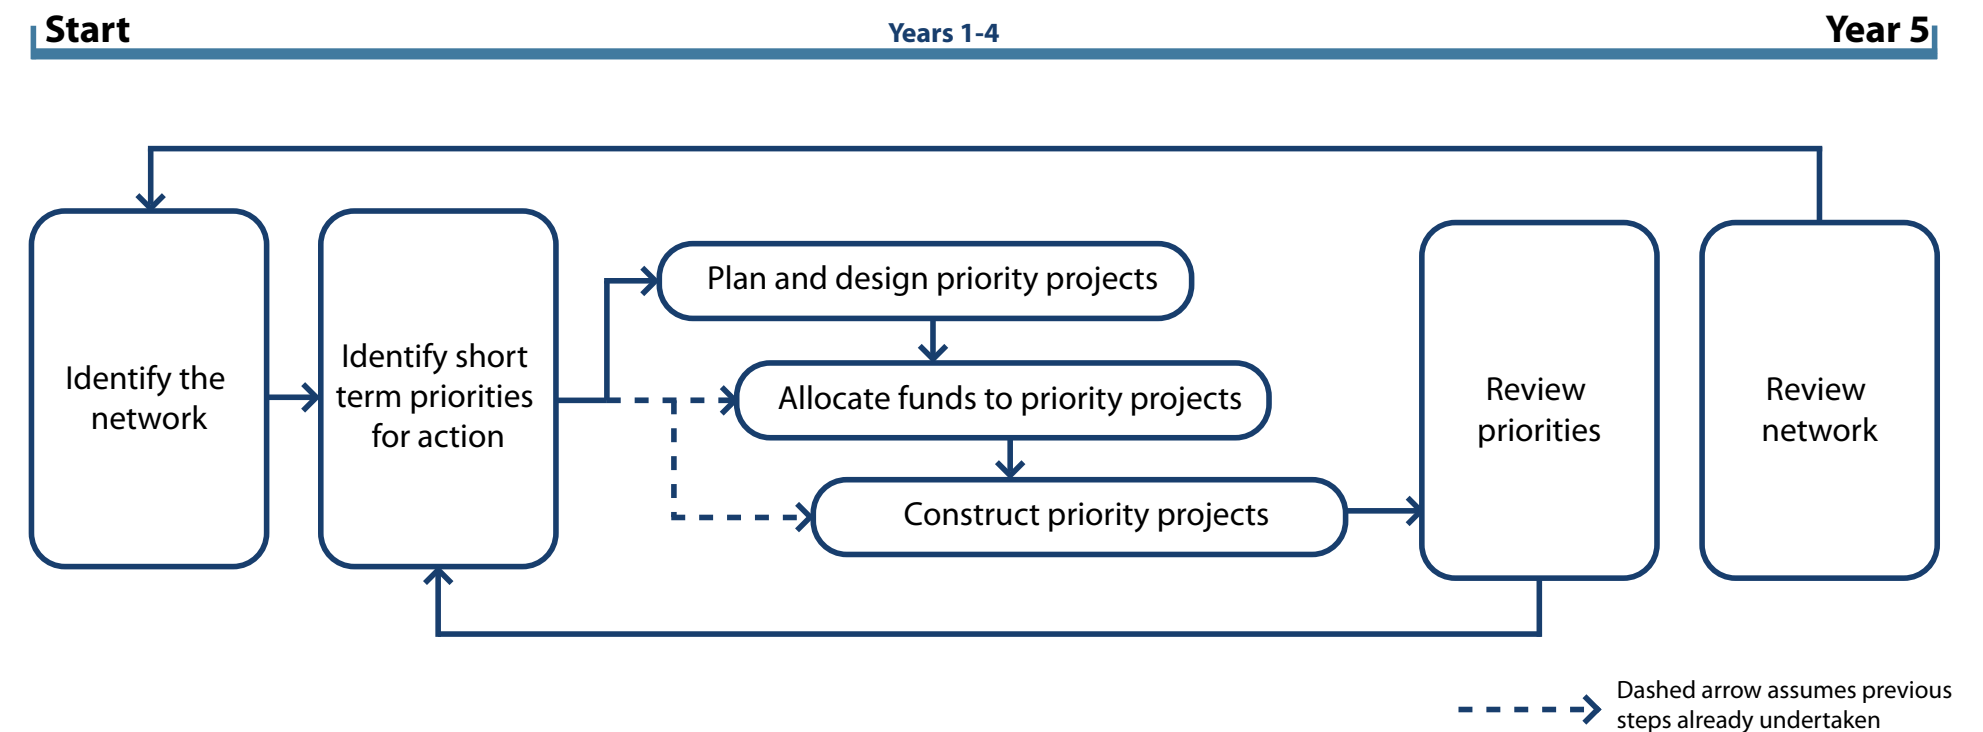 Start
Years 1-4
Year 5
Identify the
network
Identify short
term priorities
for action
Plan and design priority projects
Allocate funds to priority projects
Construct priority projects
Review
priorities
Review
network
Dashed arrow assumes previous
steps already undertaken